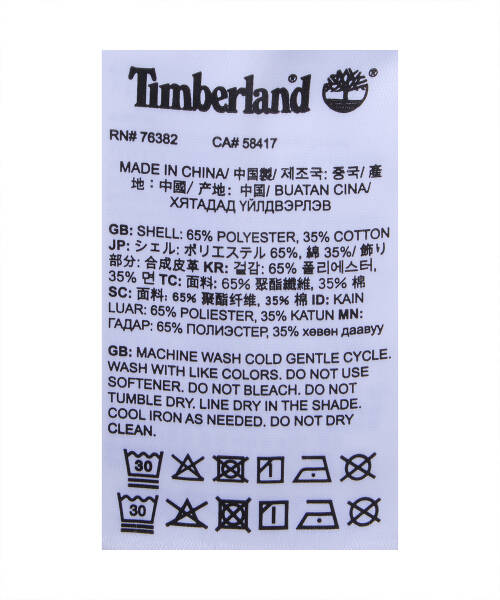 Timberland®
RN# 76382 CA# 58417
MADE IN CHINA/ 中国製/ 제조국: 중국/ 產
地: 中國/ 产地: 中国/ BUATAN CINA/
ХЯТАДАД ҮЙЛДВЭРЛЭВ
GB: SHELL: 65% POLYESTER, 35% COTTON
JP: シェル: ポリエステル 65%, 綿 35%/ 飾り
部分: 合成皮革 KR: 겉감: 65% 폴리에스터,
35% 면 TC: 面料: 65% 聚酯纖維, 35% 棉
SC: 面料: 65% 聚酯纤维, 35% 棉 ID: KAIN
LUAR: 65% POLIESTER, 35% KATUN MN:
ГАДАР: 65% ПОЛИЭСТЕР, 35% хөвөн даавуу
GB: MACHINE WASH COLD GENTLE CYCLE.
WASH WITH LIKE COLORS. DO NOT USE
SOFTENER. DO NOT BLEACH. DO NOT
TUMBLE DRY. LINE DRY IN THE SHADE.
COOL IRON AS NEEDED. DO NOT DRY
CLEAN.
30
30